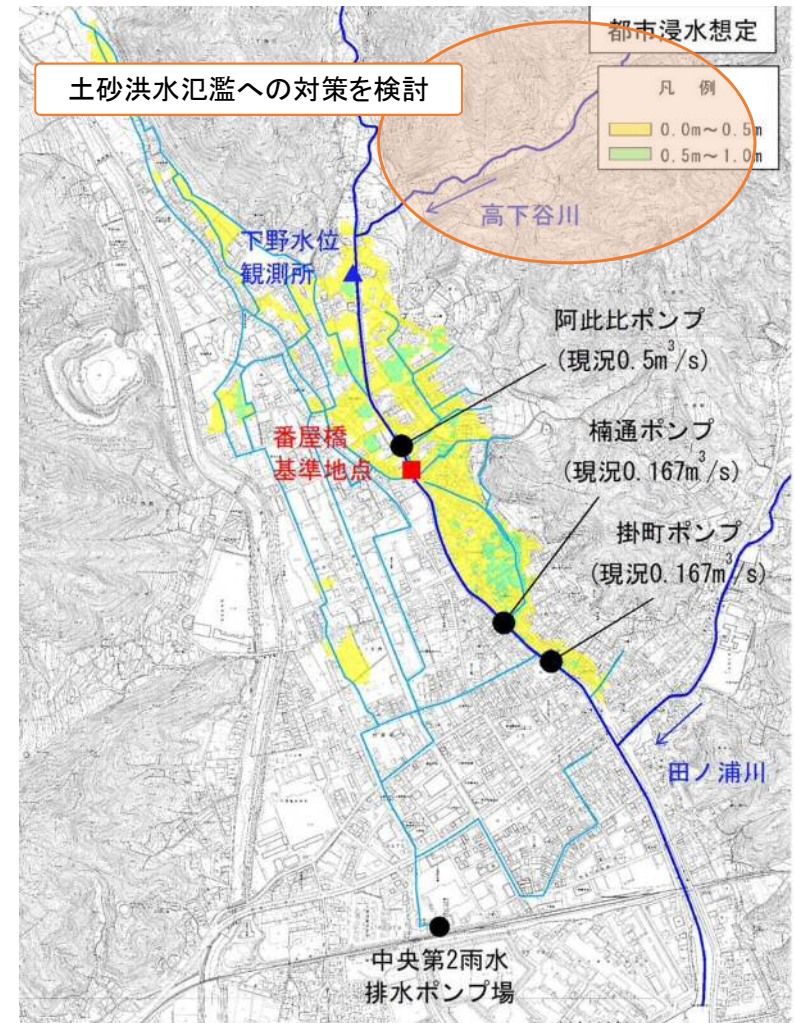 都市浸水想定
土砂洪水氾濫への対策を検討
凡 例
0.0m～0.5m
0.5m～1.0m
高下谷川
下野水位
観測所
阿此比ポンプ
(現況0.5m³/s)
番屋橋
基準地点
楠通ポンプ
(現況0.167m³/s)
掛町ポンプ
(現況0.167m³/s)
田ノ浦川
中央第2雨水
排水ポンプ場